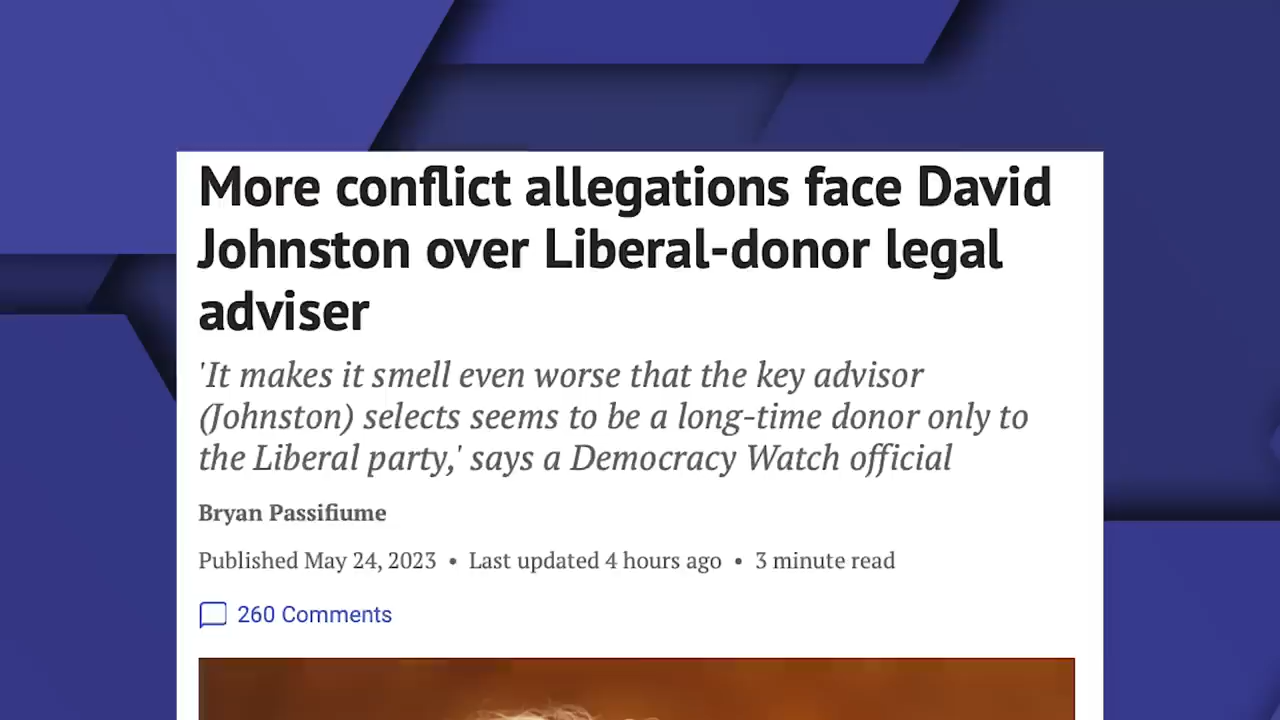 More conflict allegations face David
Johnston over Liberal-donor legal
adviser
'It makes it smell even worse that the key advisor
(Johnston) selects seems to be a long-time donor only to
the Liberal party,' says a Democracy Watch official
Bryan Passifiume
Published May 24, 2023 • Last updated 4 hours ago • 3 minute read
260 Comments